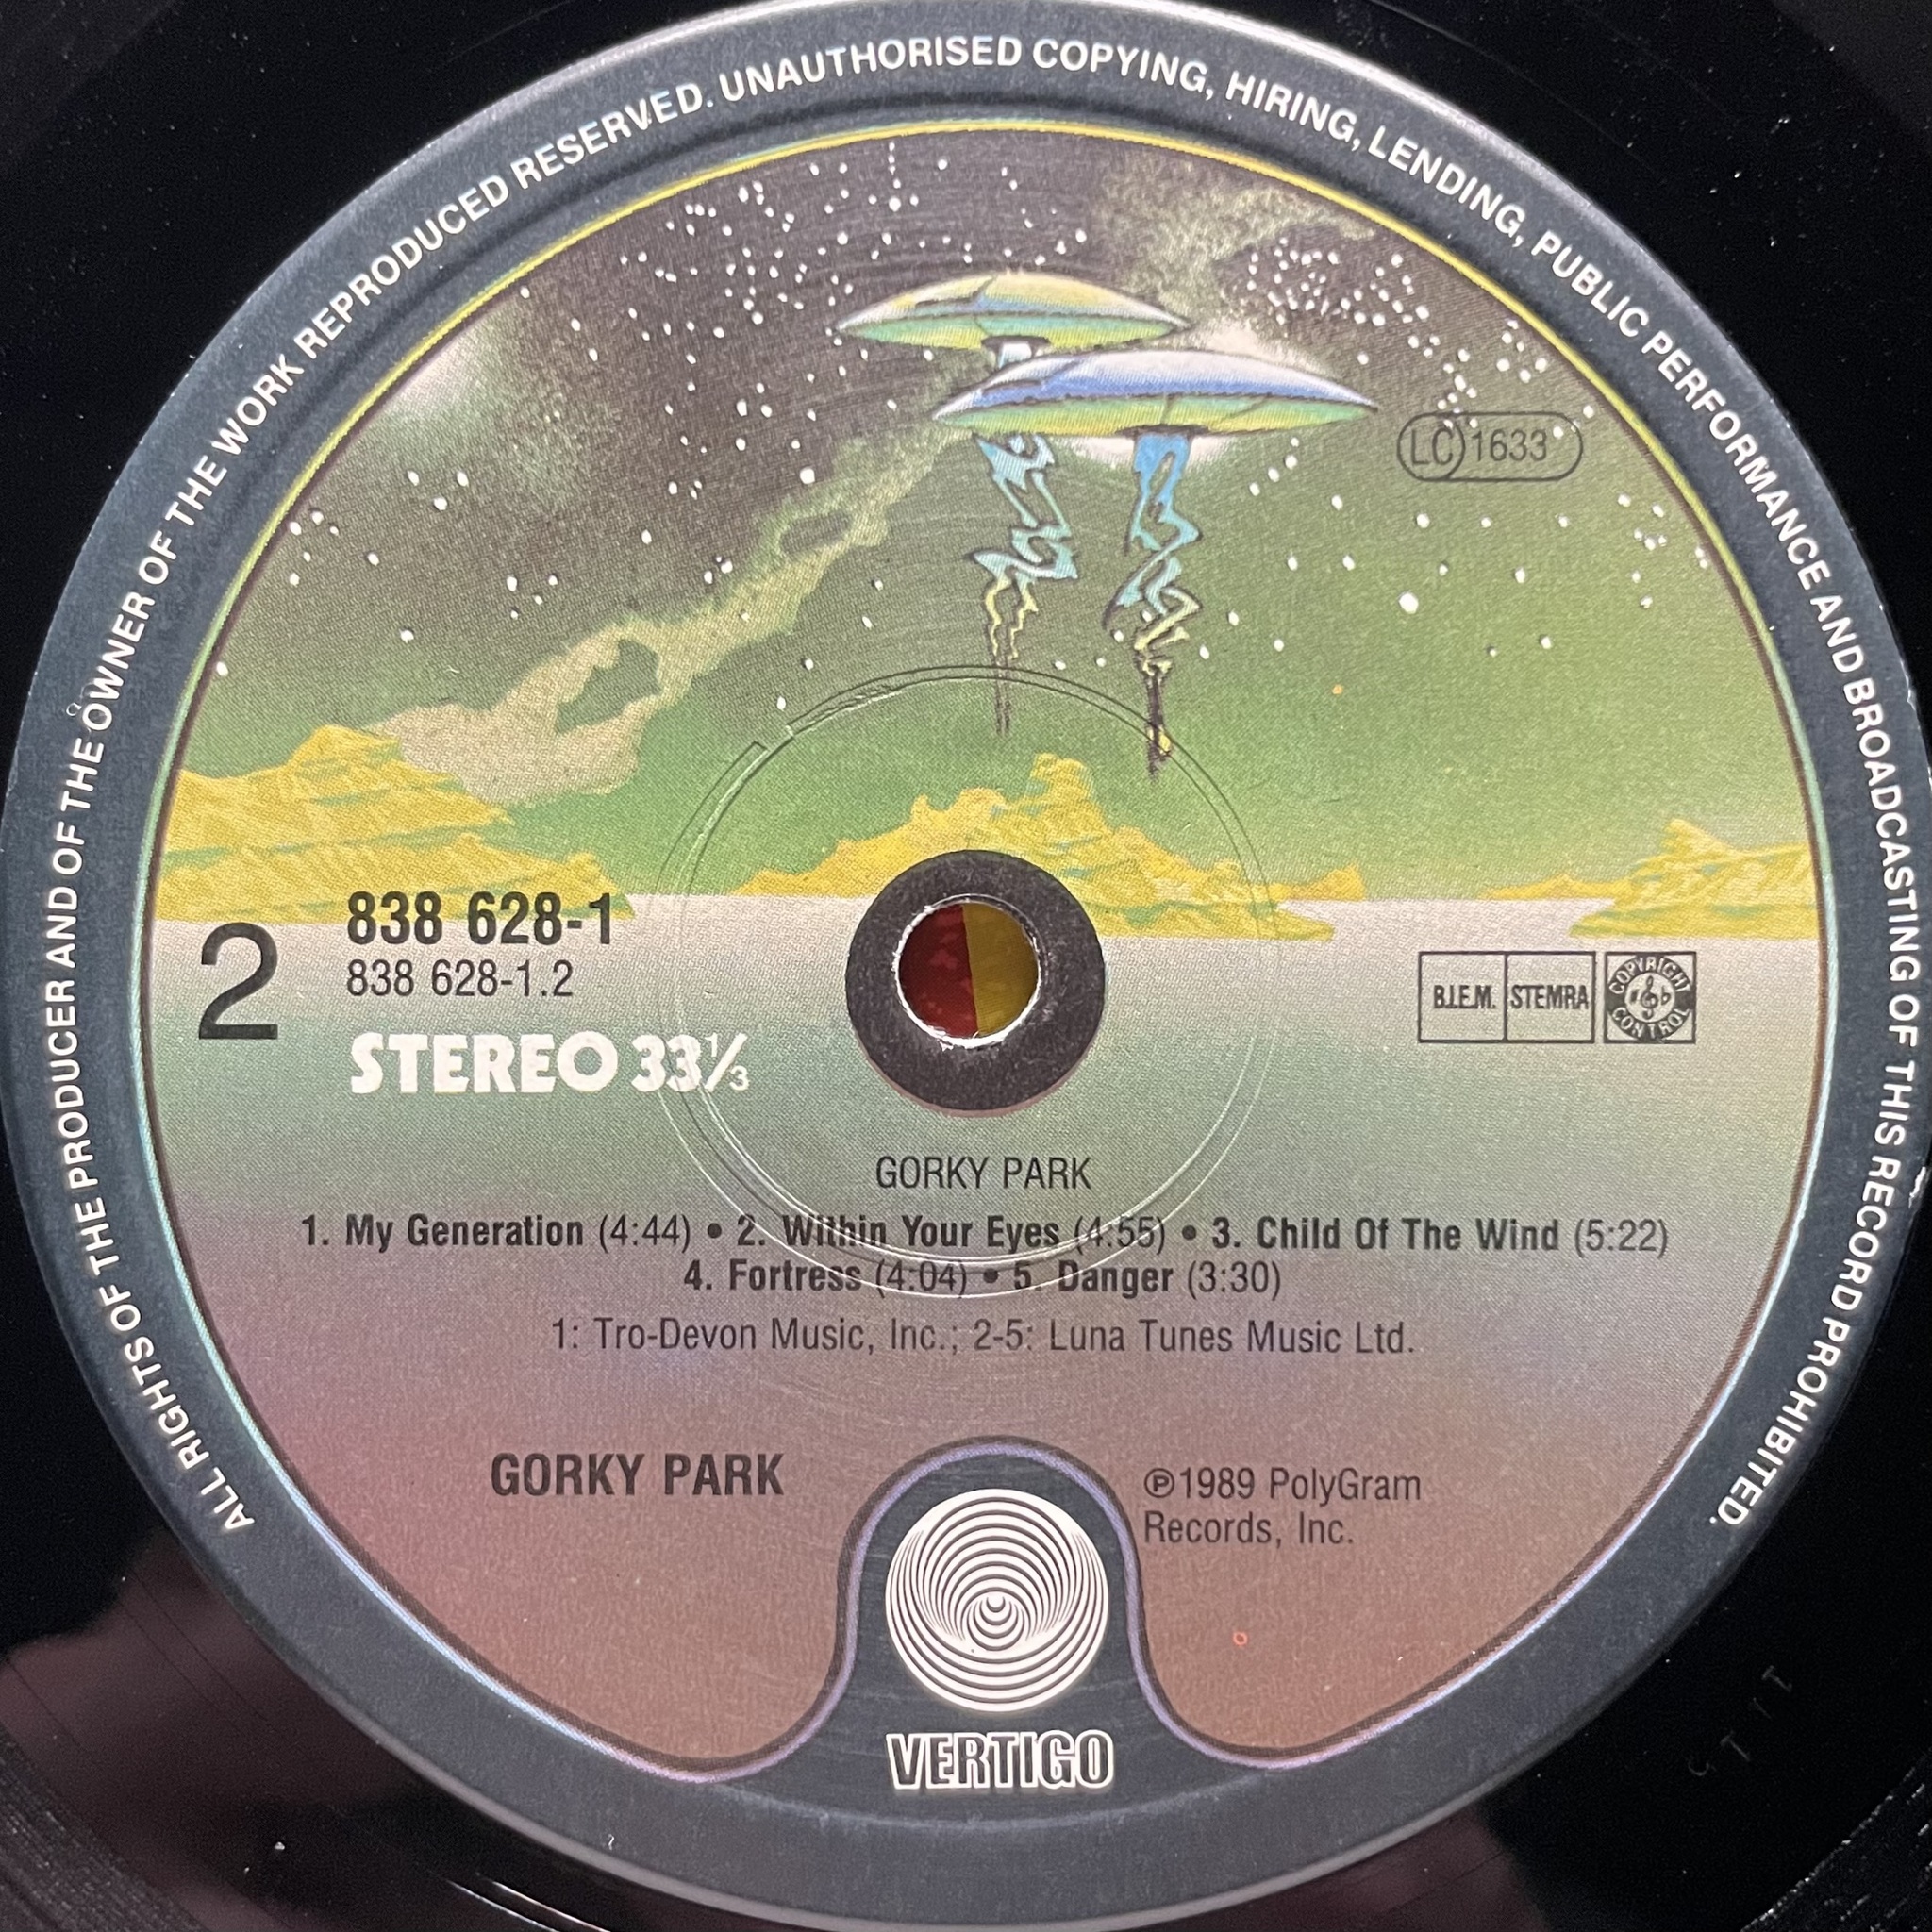 ALL RIGHTS OF THE PRODUCER AND OF THE OWNER OF THE WORK REPRODUCED RESERVED. UNAUTHORISED COPYING, HIRING, LENDING, PUBLIC PERFORMANCE AND BROADCASTING OF THIS RECORD PROHIBITED.
LC 1633
2
838 628-1
838 628-1.2
STEREO 33⅓
B.I.E.M. STEMRA
COPYRIGHT CONTROL
GORKY PARK
1. My Generation (4:44) • 2. Within Your Eyes (4:55) • 3. Child Of The Wind (5:22)
4. Fortress (4:04) • 5. Danger (3:30)
1: Tro-Devon Music, Inc.; 2-5: Luna Tunes Music Ltd.
GORKY PARK
℗1989 PolyGram
Records, Inc.
VERTIGO